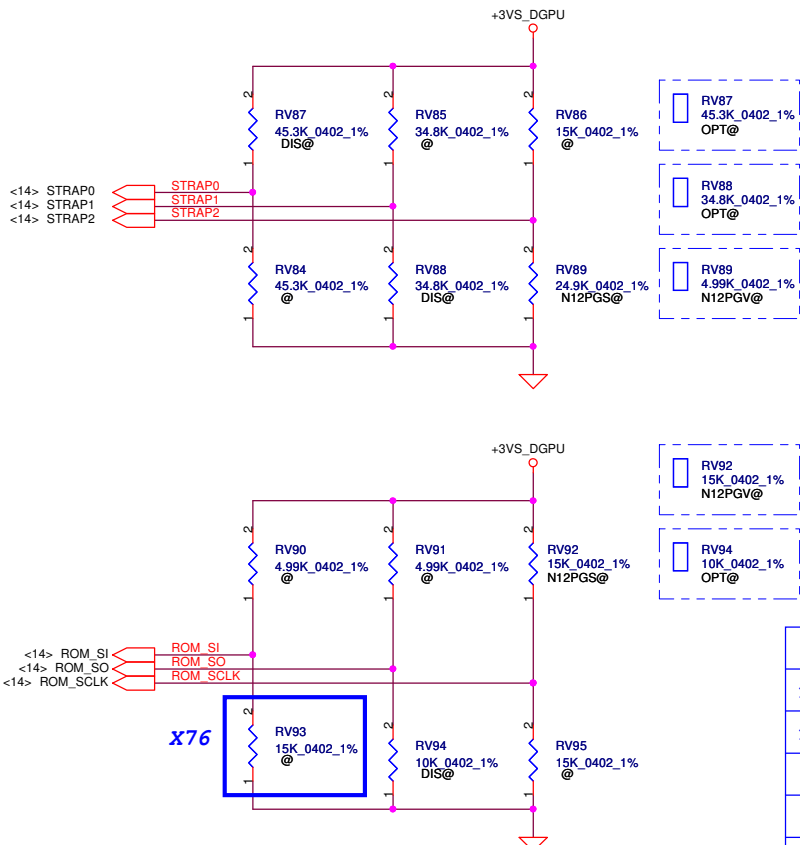 +3VS_DGPU
2
2
2
RV87
45.3K_0402_1%
DIS@
RV85
34.8K_0402_1%
@
RV86
15K_0402_1%
@
RV87
45.3K_0402_1%
OPT@
1
1
1
<14> STRAP0
STRAP0
<14> STRAP1
STRAP1
<14> STRAP2
STRAP2
RV88
34.8K_0402_1%
OPT@
2
2
2
RV84
45.3K_0402_1%
@
RV88
34.8K_0402_1%
DIS@
RV89
24.9K_0402_1%
N12PGS@
RV89
4.99K_0402_1%
N12PGV@
1
1
1
+3VS_DGPU
RV92
15K_0402_1%
N12PGV@
2
2
2
RV90
4.99K_0402_1%
@
RV91
4.99K_0402_1%
@
RV92
15K_0402_1%
N12PGS@
RV94
10K_0402_1%
OPT@
1
1
1
<14> ROM_SI
ROM_SI
<14> ROM_SO
ROM_SO
<14> ROM_SCLK
ROM_SCLK
X76
2
2
2
RV93
15K_0402_1%
@
RV94
10K_0402_1%
DIS@
RV95
15K_0402_1%
@
1
1
1